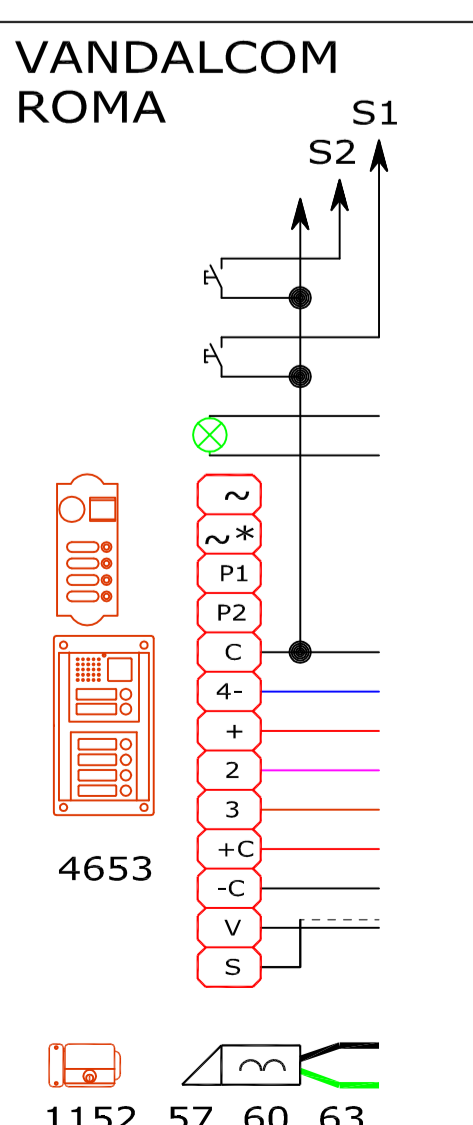 VANDALCOM
ROMA
S1
S2
~
~*
P1
P2
C
4-
+
2
3
+C
-C
V
S
4653
1152 57 60 63